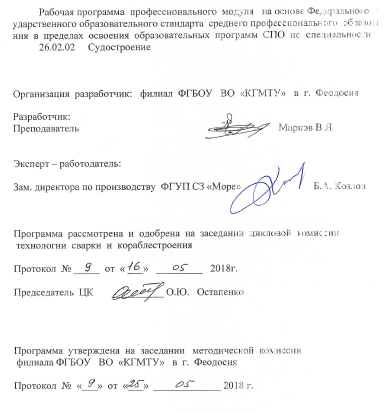 Рабочая программа профессионального модуля на основе Федерального
ударственного образовательного стандарта среднего профессионального образо
ния в пределах освоения образовательных программ СПО по специальности
26.02.02 Судостроение
Организация разработчик: филиал ФГБОУ ВО «КГМТУ» в г. Феодосия
Разработчик:
Преподаватель Марков В.Я.
Эксперт – работодатель:
Зам. директора по производству ФГУП СЗ «Море» Б.А. Козлов
Программа рассмотрена и одобрена на заседании цикловой комиссии
технологии сварки и кораблестроения
Протокол № 9 от «16» 05 2018г.
Председатель ЦК О.Ю. Остапенко
Программа утверждена на заседании методической комиссии
филиала ФГБОУ ВО «КГМТУ» в г. Феодосия
Протокол № «9» от «25» 05 2018 г.